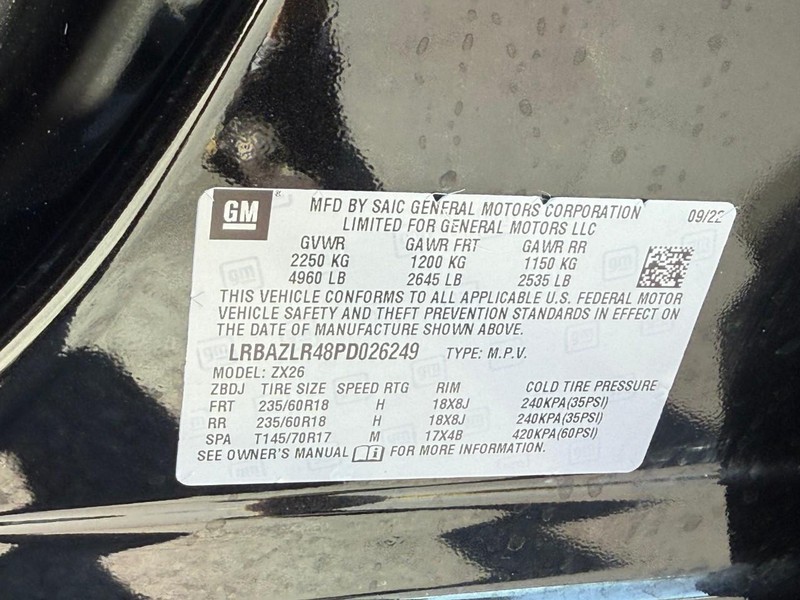 GM
MFD BY SAIC GENERAL MOTORS CORPORATION 09/22
LIMITED FOR GENERAL MOTORS LLC
GVWR GAWR FRT GAWR RR
2250 KG 1200 KG 1150 KG
4960 LB 2645 LB 2535 LB
THIS VEHICLE CONFORMS TO ALL APPLICABLE U.S. FEDERAL MOTOR
VEHICLE SAFETY AND THEFT PREVENTION STANDARDS IN EFFECT ON
THE DATE OF MANUFACTURE SHOWN ABOVE.
LRBAZLR48PD026249 TYPE: M.P.V.
MODEL: ZX26
ZBDJ TIRE SIZE SPEED RTG RIM COLD TIRE PRESSURE
FRT 235/60R18 H 18X8J 240KPA(35PSI)
RR 235/60R18 H 18X8J 240KPA(35PSI)
SPA T145/70R17 M 17X4B 420KPA(60PSI)
SEE OWNER'S MANUAL FOR MORE INFORMATION.